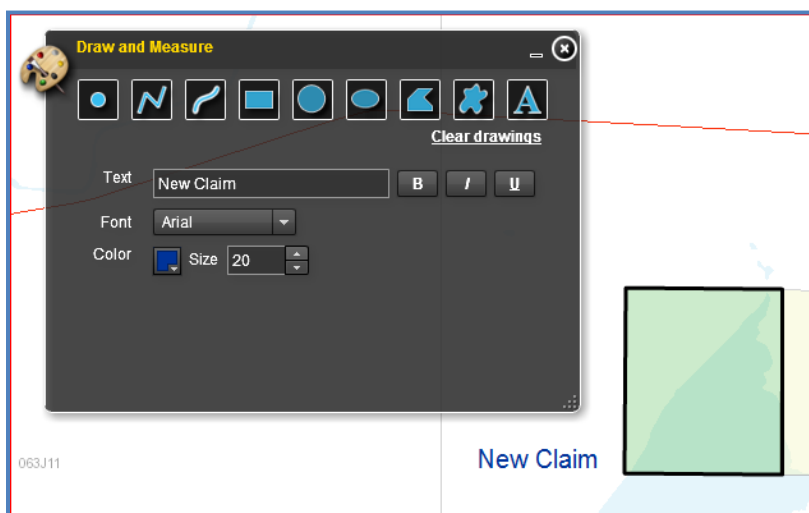 Draw and Measure
A
Clear drawings
Text New Claim B I U
Font Arial
Color Size 20
063J11
New Claim